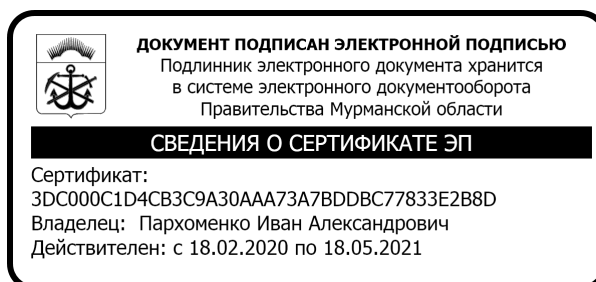 ДОКУМЕНТ ПОДПИСАН ЭЛЕКТРОННОЙ ПОДПИСЬЮ
Подлинник электронного документа хранится
в системе электронного документооборота
Правительства Мурманской области
СВЕДЕНИЯ О СЕРТИФИКАТЕ ЭП
Сертификат:
3DC000C1D4CB3C9A30AAA73A7BDDBC77833E2B8D
Владелец: Пархоменко Иван Александрович
Действителен: с 18.02.2020 по 18.05.2021